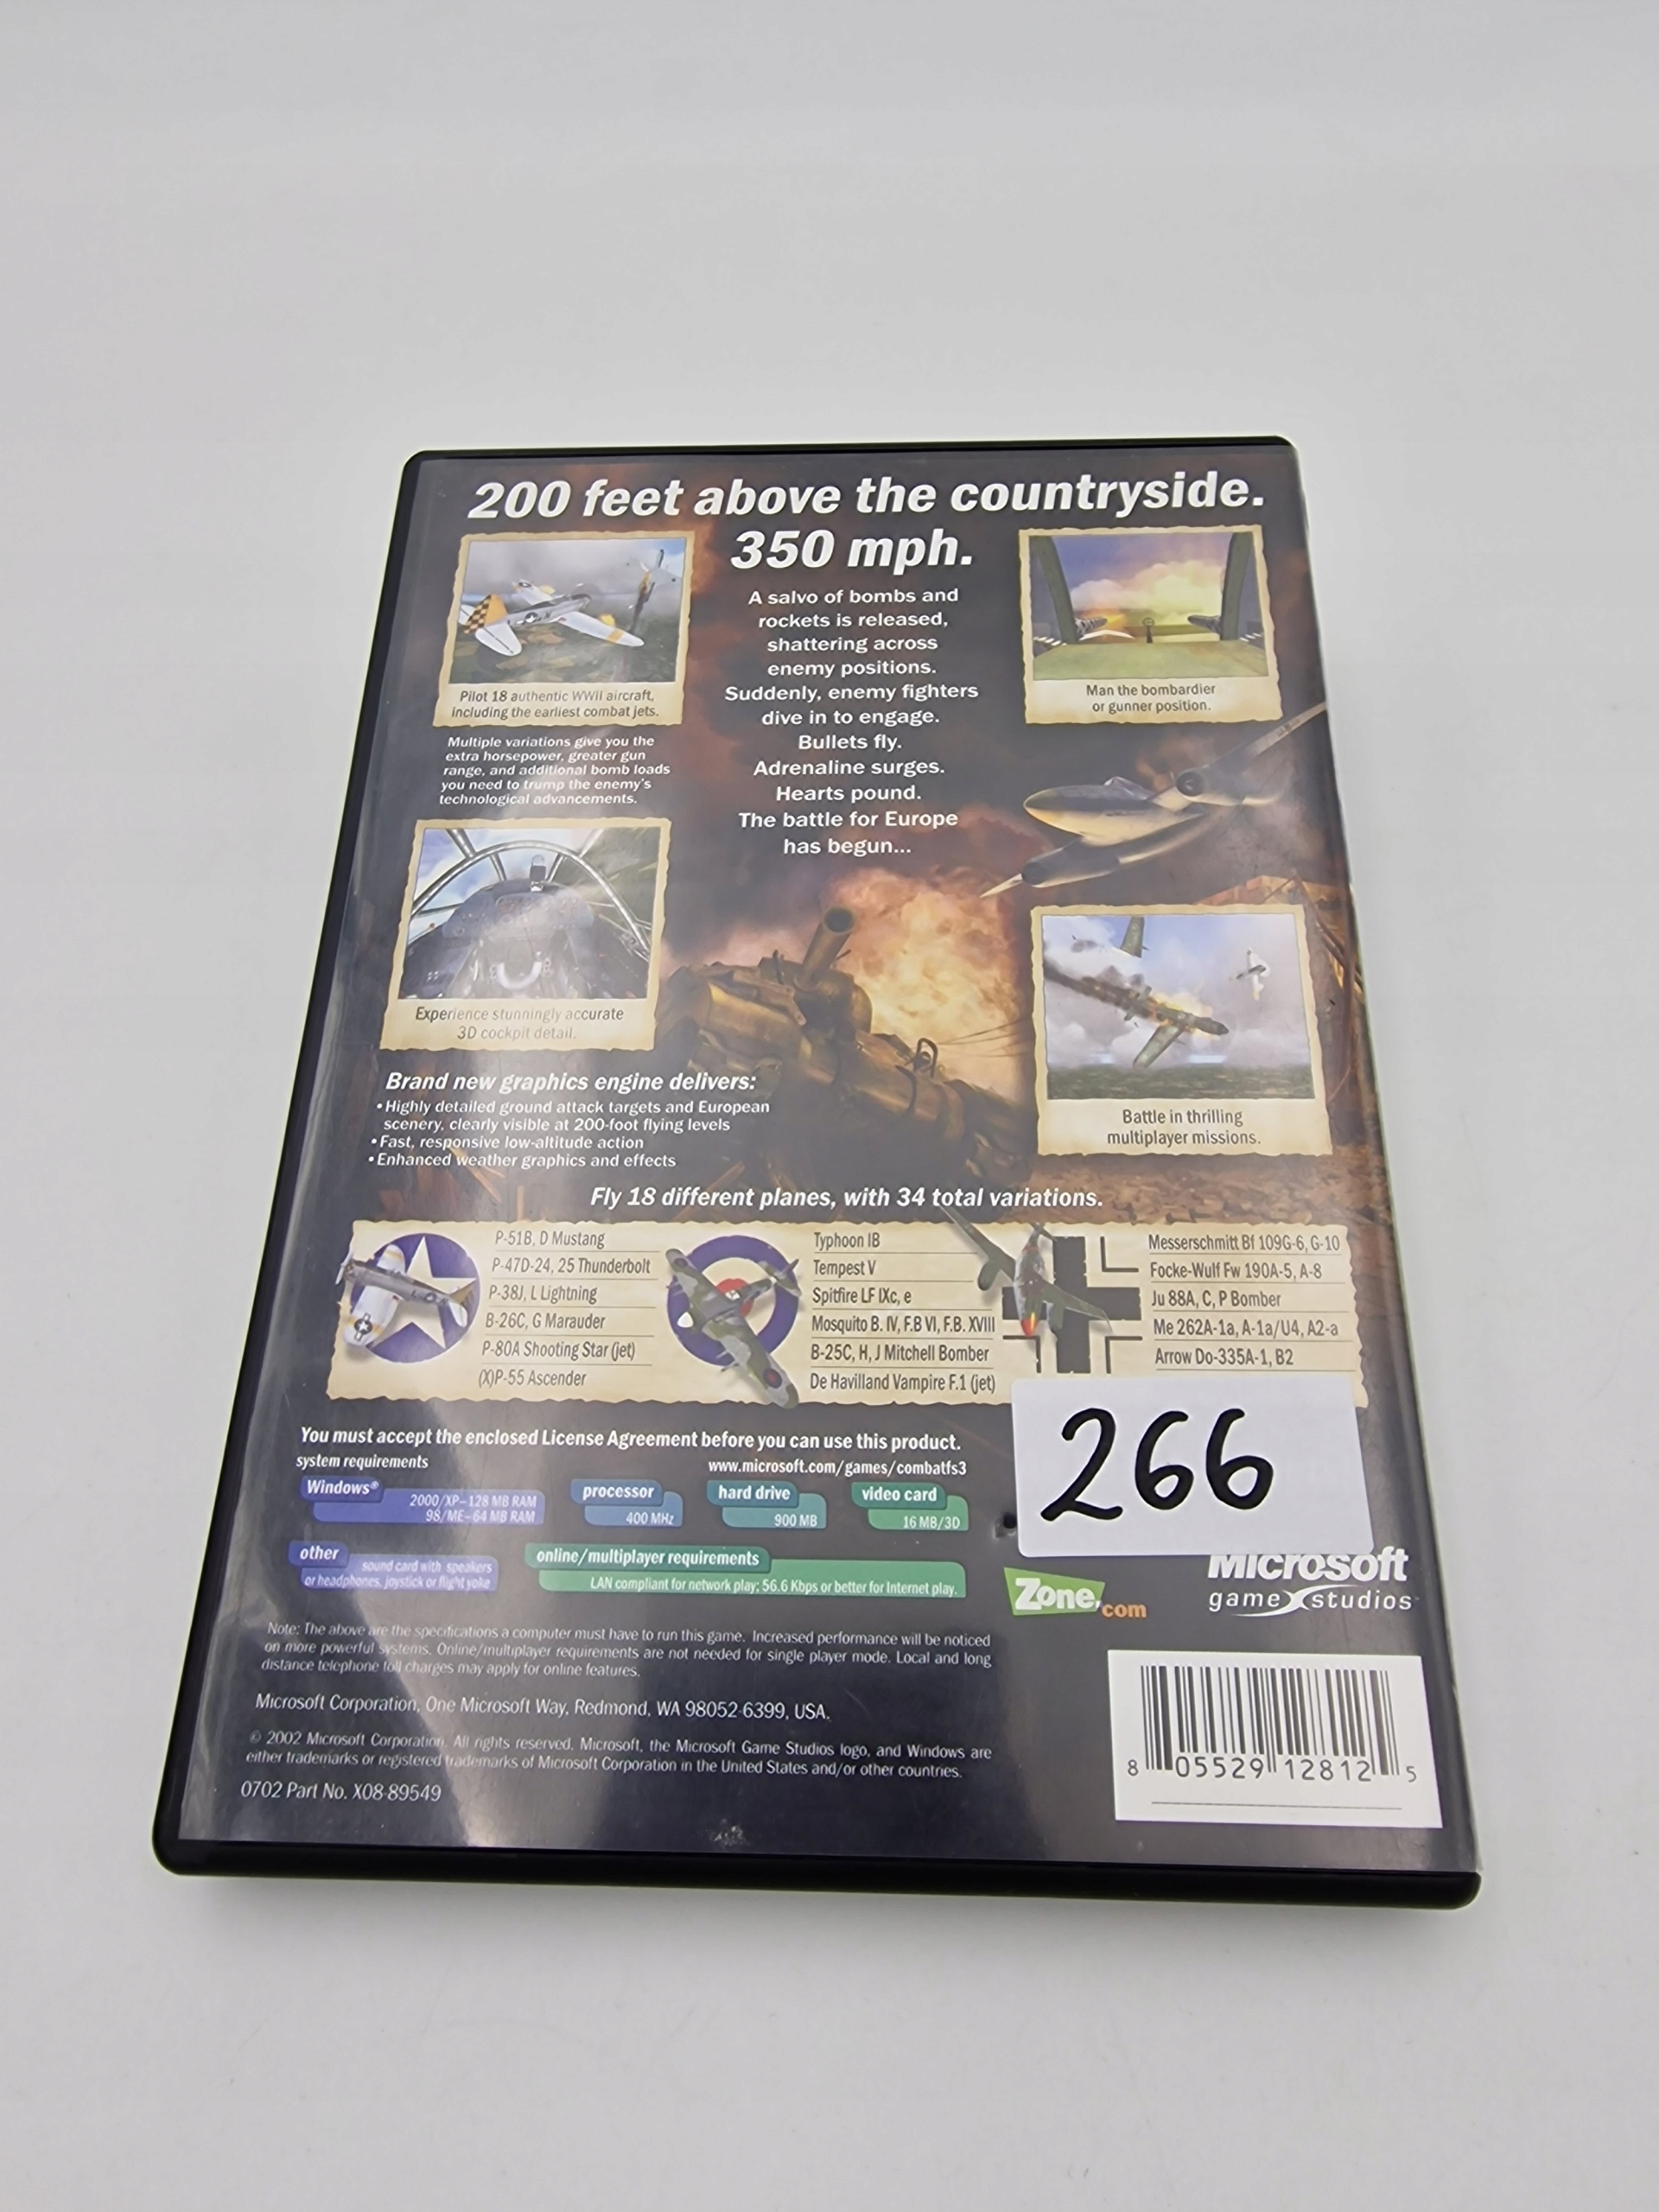 200 feet above the countryside.
350 mph.
A salvo of bombs and
rockets is released,
shattering across
enemy positions.
Suddenly, enemy fighters
dive in to engage.
Bullets fly.
Adrenaline surges.
Hearts pound.
The battle for Europe
has begun...
Pilot 18 authentic WWII aircraft,
including the earliest combat jets.
Multiple variations give you the
extra horsepower, greater gun
range, and additional bomb loads
you need to trump the enemy's
technological advancements.
Man the bombardier
or gunner position.
Experience stunningly accurate
3D cockpit detail.
Battle in thrilling
multiplayer missions.
Brand new graphics engine delivers:
• Highly detailed ground attack targets and European
scenery, clearly visible at 200-foot flying levels
• Fast, responsive low-altitude action
• Enhanced weather graphics and effects
Fly 18 different planes, with 34 total variations.
P-51B, D Mustang
P-47D-24, 25 Thunderbolt
P-38J, L Lightning
B-26C, G Marauder
P-80A Shooting Star (jet)
(X)P-55 Ascender
Typhoon IB
Tempest V
Spitfire LF IXc, e
Mosquito B. IV, F.B VI, F.B. XVIII
B-25C, H, J Mitchell Bomber
De Havilland Vampire F.1 (jet)
Messerschmitt Bf 109G-6, G-10
Focke-Wulf Fw 190A-5, A-8
Ju 88A, C, P Bomber
Me 262A-1a, A-1a/U4, A2-a
Arrow Do-335A-1, B2
266
You must accept the enclosed License Agreement before you can use this product.
system requirements
www.microsoft.com/games/combatfs3
Windows®
2000/XP–128 MB RAM
98/ME–64 MB RAM
processor
400 MHz
hard drive
900 MB
video card
16 MB/3D
other
sound card with speakers
or headphones, joystick or flight yoke
online/multiplayer requirements
LAN compliant for network play; 56.6 Kbps or better for Internet play.
Zone.com
Microsoft
game studios
Note: The above are the specifications a computer must have to run this game. Increased performance will be noticed
on more powerful systems. Online/multiplayer requirements are not needed for single player mode. Local and long
distance telephone toll charges may apply for online features.
Microsoft Corporation, One Microsoft Way, Redmond, WA 98052-6399, USA.
© 2002 Microsoft Corporation. All rights reserved. Microsoft, the Microsoft Game Studios logo, and Windows are
either trademarks or registered trademarks of Microsoft Corporation in the United States and/or other countries.
0702 Part No. X08-89549
8 05529 12812 5